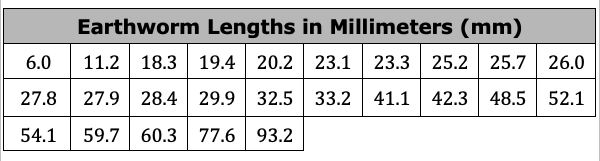 Earthworm Lengths in Millimeters (mm)
6.0 11.2 18.3 19.4 20.2 23.1 23.3 25.2 25.7 26.0
27.8 27.9 28.4 29.9 32.5 33.2 41.1 42.3 48.5 52.1
54.1 59.7 60.3 77.6 93.2